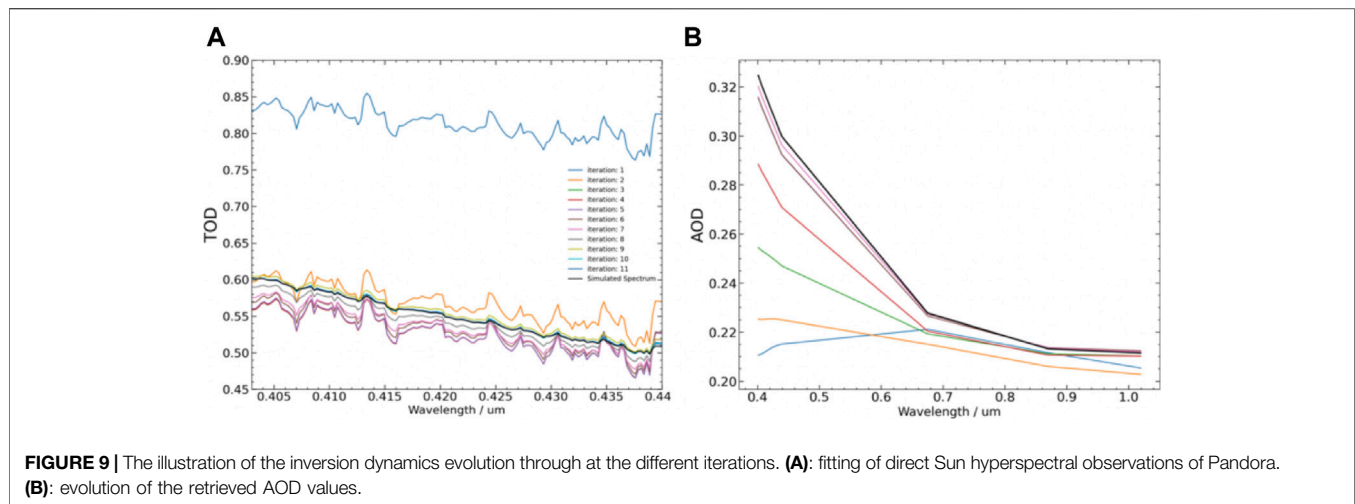 A
B
TOD
0.90
0.85
0.80
0.75
0.70
0.65
0.60
0.55
0.50
0.45
0.405
0.410
0.415
0.420
0.425
0.430
0.435
0.44
Wavelength / um
iteration: 1
iteration: 2
iteration: 3
iteration: 4
iteration: 5
iteration: 6
iteration: 7
iteration: 8
iteration: 9
iteration: 10
iteration: 11
Simulated Spectrum
AOD
0.32
0.30
0.28
0.26
0.24
0.22
0.20
0.4
0.5
0.6
0.7
0.8
0.9
1.0
Wavelength / um
FIGURE 9 | The illustration of the inversion dynamics evolution through at the different iterations. (A): fitting of direct Sun hyperspectral observations of Pandora.
(B): evolution of the retrieved AOD values.